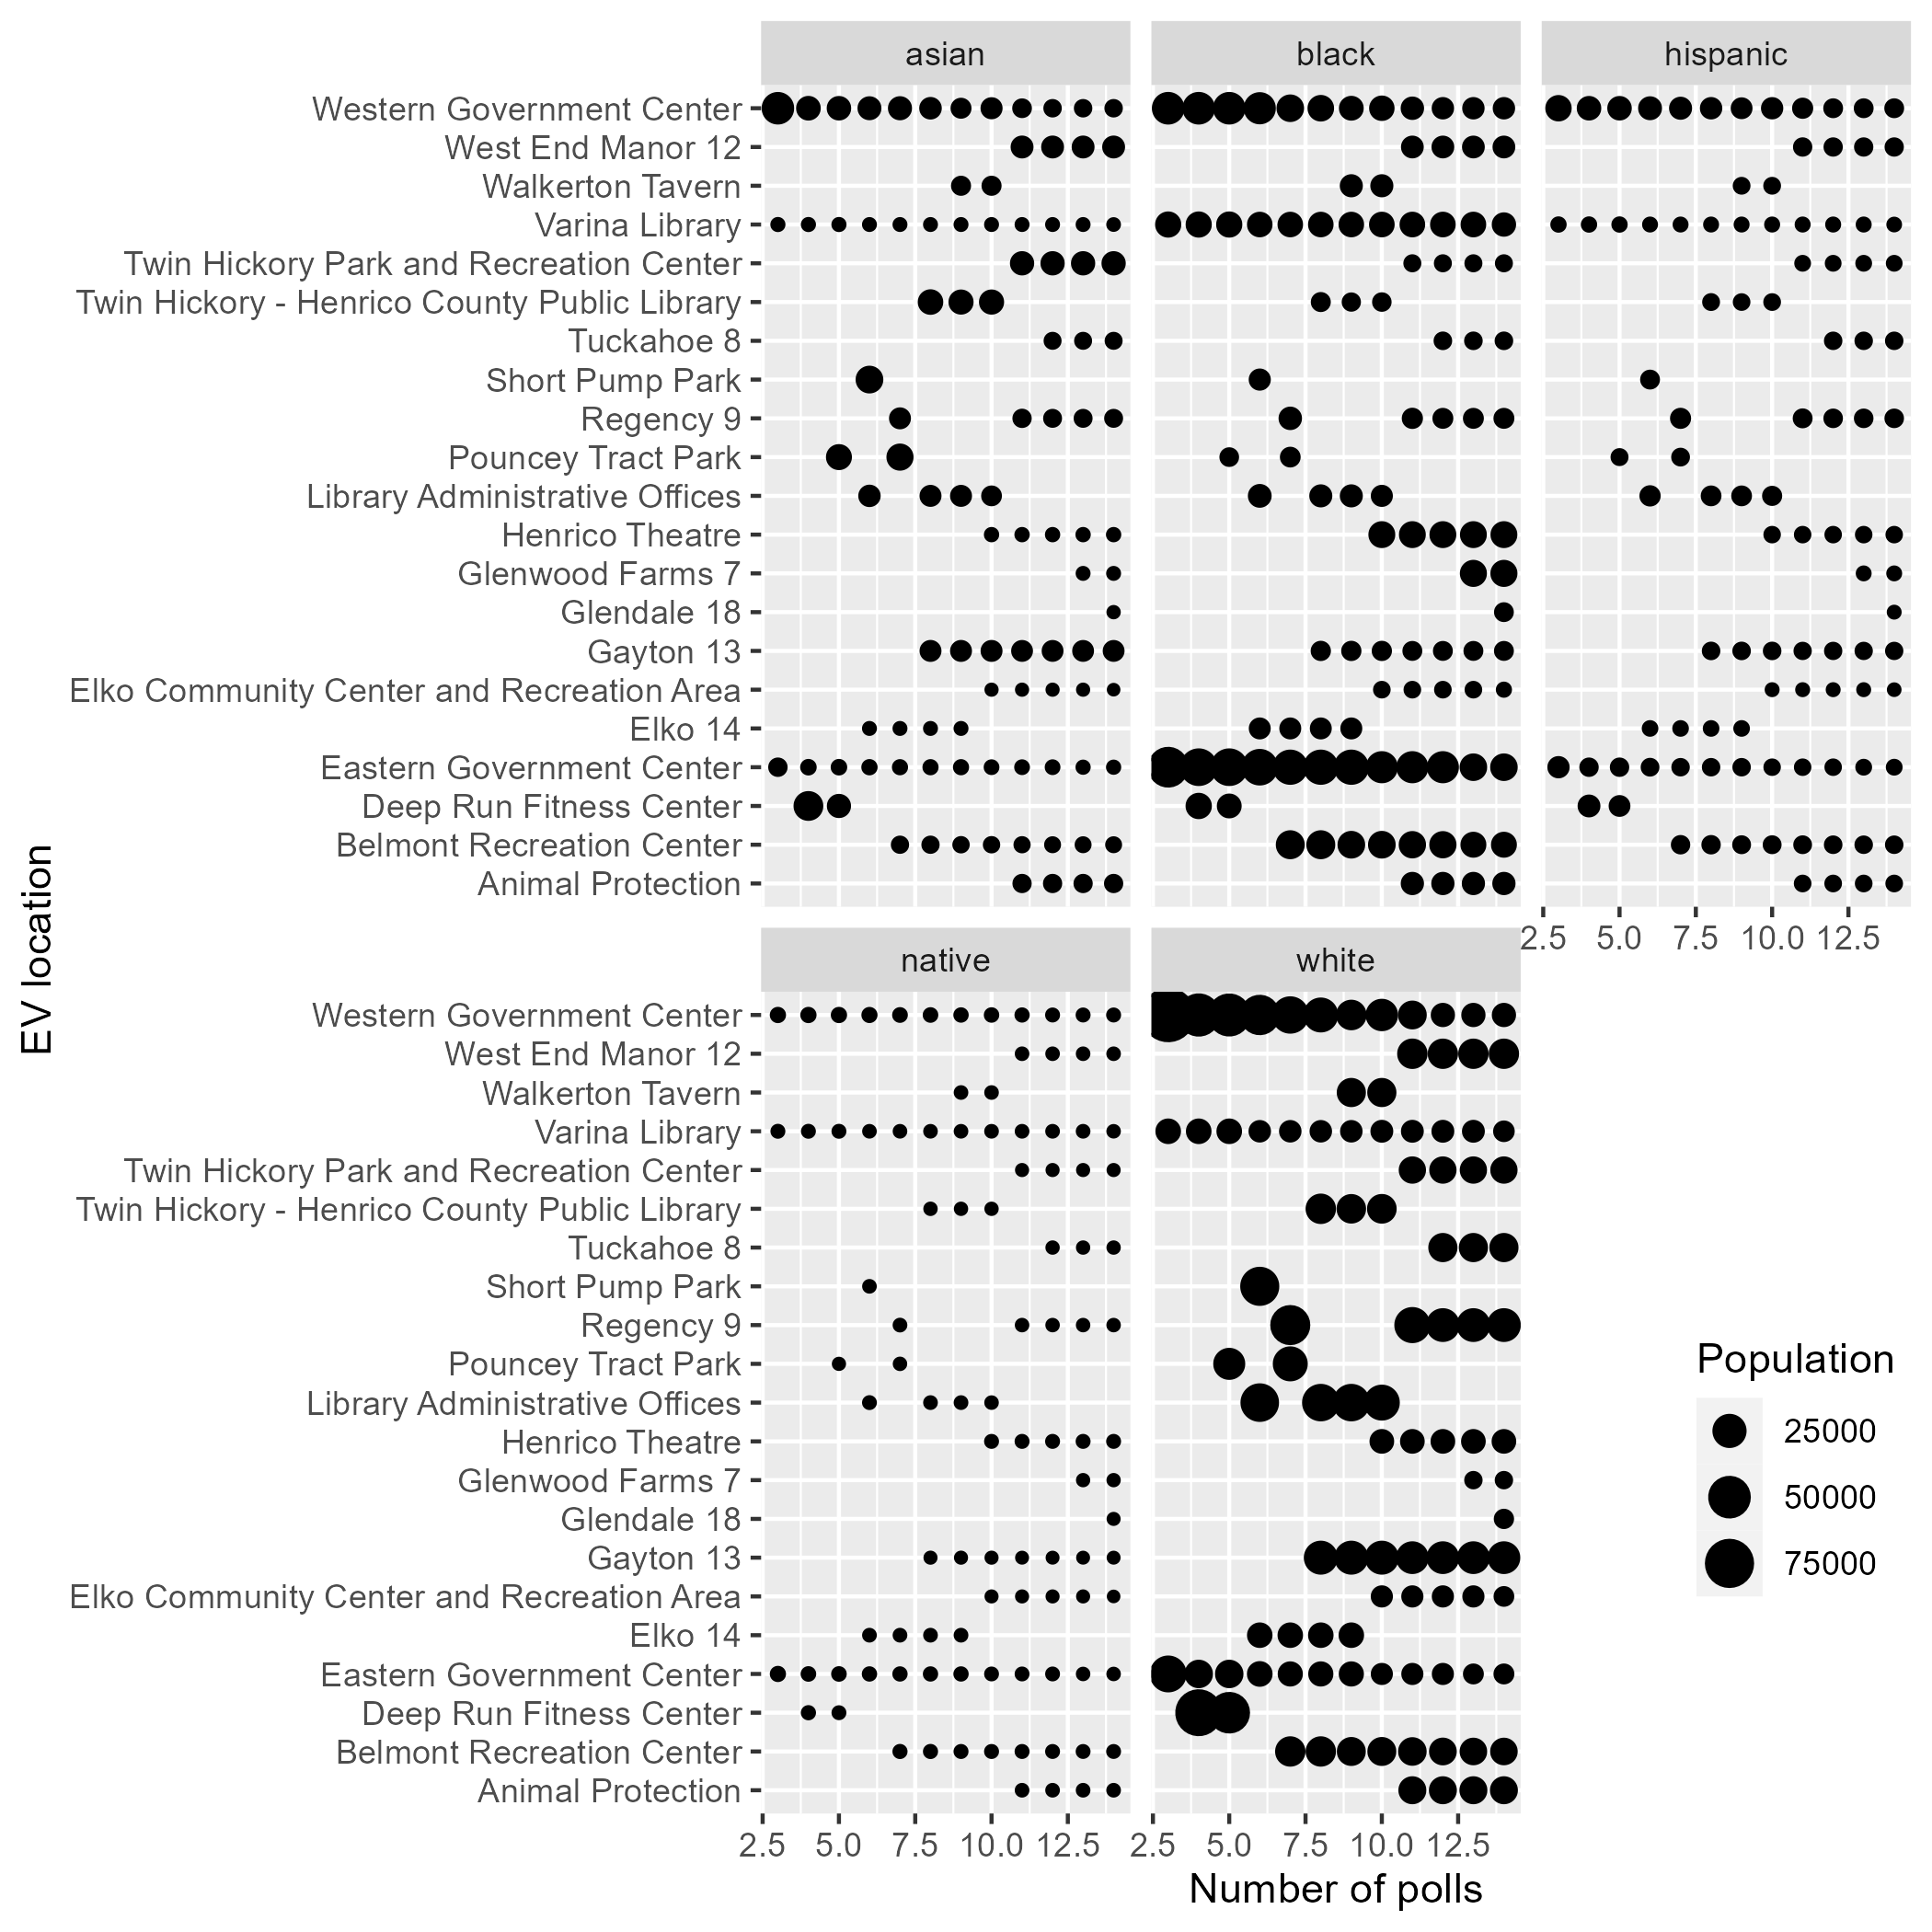 asian black hispanic
Western Government Center
West End Manor 12
Walkerton Tavern
Varina Library
Twin Hickory Park and Recreation Center
Twin Hickory - Henrico County Public Library
Tuckahoe 8
Short Pump Park
Regency 9
Pouncey Tract Park
Library Administrative Offices
Henrico Theatre
Glenwood Farms 7
Glendale 18
Gayton 13
Elko Community Center and Recreation Area
Elko 14
Eastern Government Center
Deep Run Fitness Center
Belmont Recreation Center
Animal Protection
2.5 5.0 7.5 10.0 12.5
EV location
native white
Western Government Center
West End Manor 12
Walkerton Tavern
Varina Library
Twin Hickory Park and Recreation Center
Twin Hickory - Henrico County Public Library
Tuckahoe 8
Short Pump Park
Regency 9
Pouncey Tract Park
Library Administrative Offices
Henrico Theatre
Glenwood Farms 7
Glendale 18
Gayton 13
Elko Community Center and Recreation Area
Elko 14
Eastern Government Center
Deep Run Fitness Center
Belmont Recreation Center
Animal Protection
2.5 5.0 7.5 10.0 12.5 2.5 5.0 7.5 10.0 12.5
Number of polls
Population
25000
50000
75000